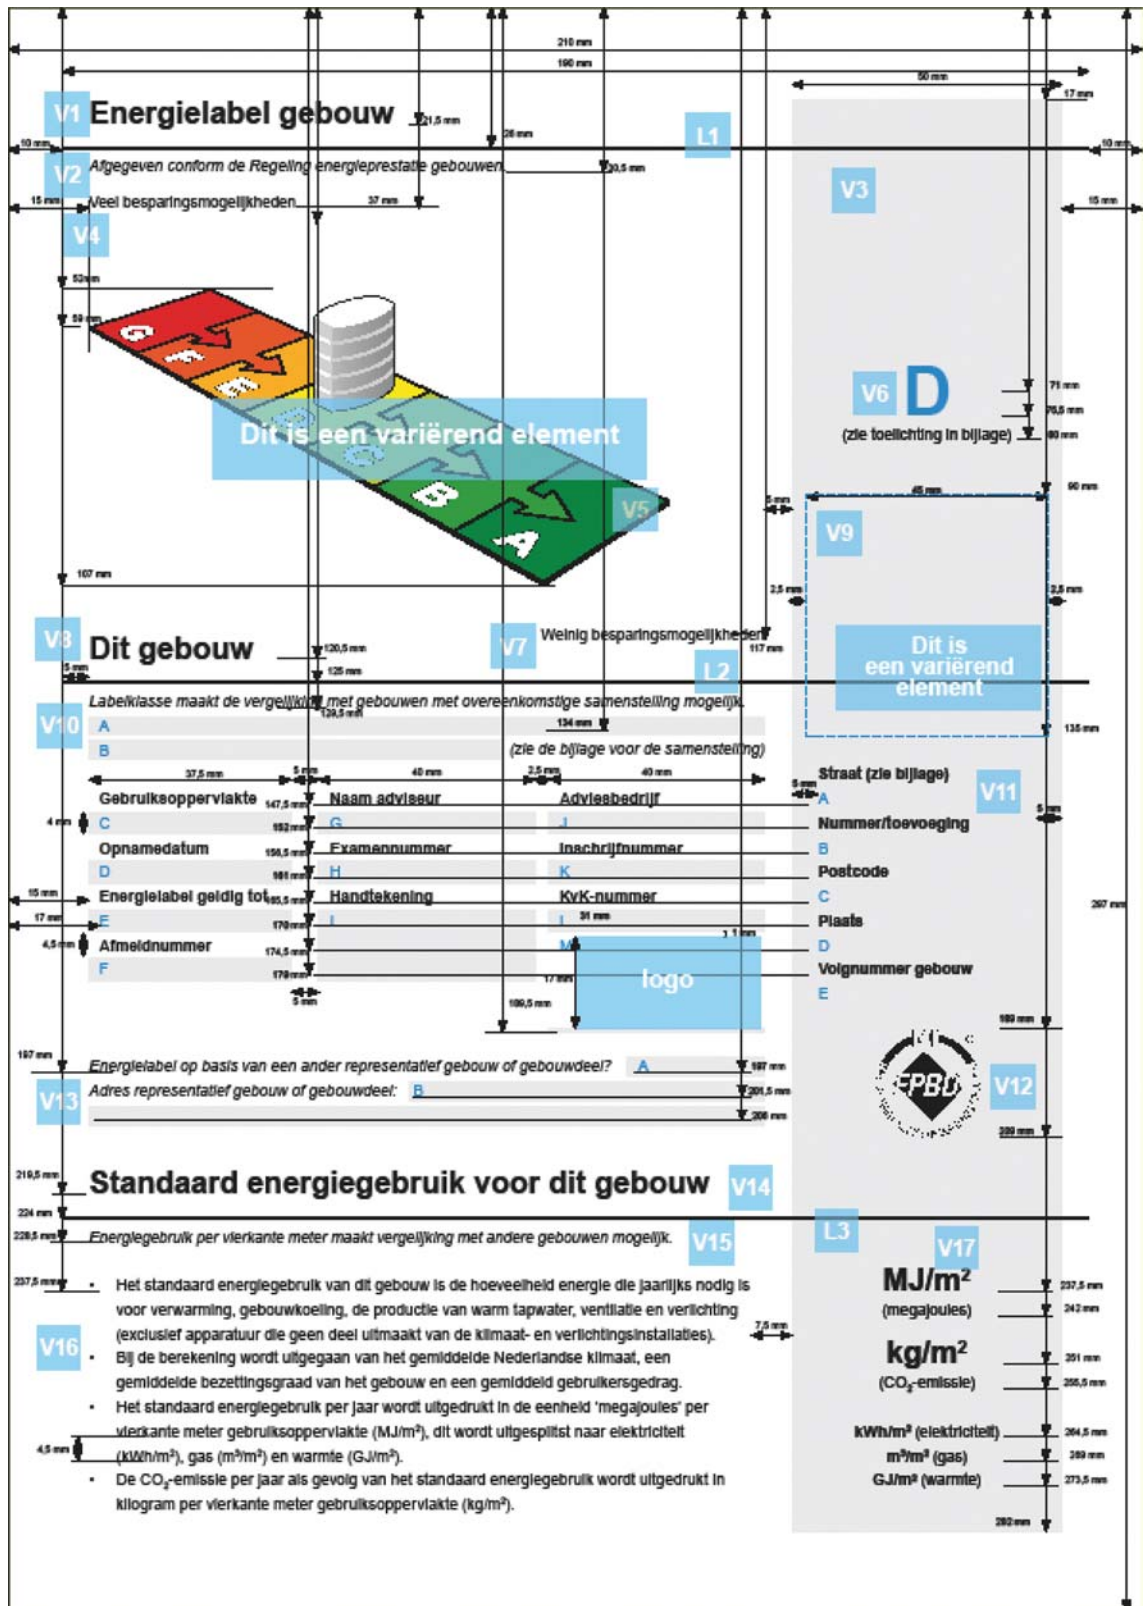 210 mm
190 mm
50 mm
17 mm
V1
Energielabel gebouw
21,5 mm
26 mm
L1
10 mm
10 mm
V2
Afgegeven conform de Regeling energieprestatie gebouwen.
30,5 mm
V3
15 mm
Veel besparingsmogelijkheden
37 mm
15 mm
V4
53mm
59 mm
G
F
E
D
C
B
A
Dit is een variërend element
V5
V6
D
71 mm
76,5 mm
(zie toelichting in bijlage)
80 mm
5 mm
45 mm
90 mm
V9
107 mm
2,5 mm
2,5 mm
V8
Dit gebouw
V7
Weinig besparingsmogelijkheden
117 mm
120,5 mm
Dit is
een variërend
element
5 mm
125 mm
L2
Labelklasse maakt de vergelijking met gebouwen met overeenkomstige samenstelling mogelijk.
129,5 mm
V10
A
134 mm
135 mm
B
(zie de bijlage voor de samenstelling)
37,5 mm
5 mm
40 mm
2,5 mm
40 mm
Straat (zie bijlage)
5 mm
V11
Gebruiksoppervlakte
147,5 mm
Naam adviseur
Adviesbedrijf
A
5 mm
4 mm
C
152 mm
G
J
Nummer/toevoeging
Opnamedatum
156,5 mm
Examennummer
Inschrijfnummer
B
D
161 mm
H
K
Postcode
15 mm
Energielabel geldig tot
165,5 mm
Handtekening
KvK-nummer
C
297 mm
17 mm
E
170 mm
I
L
31 mm
Plaats
4,5 mm
Afmeldnummer
174,5 mm
M
1 mm
D
F
179 mm
17 mm
logo
Volgnummer gebouw
5 mm
189,5 mm
E
189 mm
197 mm
Energielabel op basis van een ander representatief gebouw of gebouwdeel?
A
197 mm
EPBD
V12
V13
Adres representatief gebouw of gebouwdeel:
B
201,5 mm
206 mm
209 mm
219,5 mm
Standaard energiegebruik voor dit gebouw
V14
224 mm
228,5 mm
Energiegebruik per vierkante meter maakt vergelijking met andere gebouwen mogelijk.
V15
L3
V17
237,5 mm
• Het standaard energiegebruik van dit gebouw is de hoeveelheid energie die jaarlijks nodig is
voor verwarming, gebouwkoeling, de productie van warm tapwater, ventilatie en verlichting
(exclusief apparatuur die geen deel uitmaakt van de klimaat- en verlichtingsinstallaties).
V16
• Bij de berekening wordt uitgegaan van het gemiddelde Nederlandse klimaat, een
gemiddelde bezettingsgraad van het gebouw en een gemiddeld gebruikersgedrag.
• Het standaard energiegebruik per jaar wordt uitgedrukt in de eenheid 'megajoules' per
vierkante meter gebruiksoppervlakte (MJ/m²), dit wordt uitgesplitst naar elektriciteit
4,5 mm
(kWh/m²), gas (m³/m²) en warmte (GJ/m²).
• De CO₂-emissie per jaar als gevolg van het standaard energiegebruik wordt uitgedrukt in
kilogram per vierkante meter gebruiksoppervlakte (kg/m²).
MJ/m²
237,5 mm
(megajoules)
242 mm
7,5 mm
kg/m²
251 mm
(CO₂-emissie)
255,5 mm
kWh/m² (elektriciteit)
264,5 mm
m³/m² (gas)
269 mm
GJ/m² (warmte)
273,5 mm
282 mm